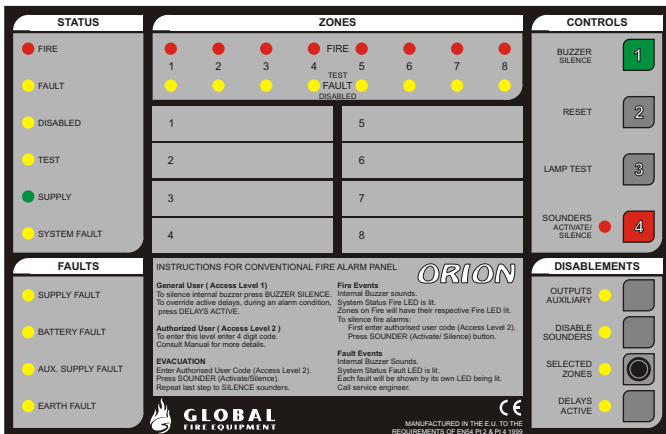 STATUS
FIRE
FAULT
DISABLED
TEST
SUPPLY
SYSTEM FAULT
ZONES
FIRE
1 2 3 4 5 6 7 8
TEST
FAULT
DISABLED
1
2
3
4
5
6
7
8
CONTROLS
BUZZER
SILENCE
1
RESET
2
LAMP TEST
3
SOUNDERS
ACTIVATE/
SILENCE
4
FAULTS
SUPPLY FAULT
BATTERY FAULT
AUX. SUPPLY FAULT
EARTH FAULT
INSTRUCTIONS FOR CONVENTIONAL FIRE ALARM PANEL
ORION
General User ( Access Level 1)
To silence internal buzzer press BUZZER SILENCE.
To override active delays, during an alarm condition,
press DELAYS ACTIVE.
Authorized User ( Access Level 2 )
To enter this level enter 4 digit code.
Consult Manual for more details.
EVACUATION
Enter Authorised User Code (Access Level 2).
Press SOUNDER (Activate/Silence).
Repeat last step to SILENCE sounders.
Fire Events
Internal Buzzer sounds.
System Status Fire LED is lit.
Zones on Fire will have their respective Fire LED lit.
To silence fire alarms:
First enter authorised user code (Access Level 2).
Press SOUNDER (Activate/ Silence) button.
Fault Events
Internal Buzzer Sounds.
System Status Fault LED is lit.
Each fault will be shown by its own LED being lit.
Call service engineer.
GLOBAL
FIRE EQUIPMENT
CE
MANUFACTURED IN THE E.U. TO THE
REQUIREMENTS OF EN54 Pt 2 & Pt 4 1999
DISABLEMENTS
OUTPUTS
AUXILIARY
DISABLE
SOUNDERS
SELECTED
ZONES
DELAYS
ACTIVE